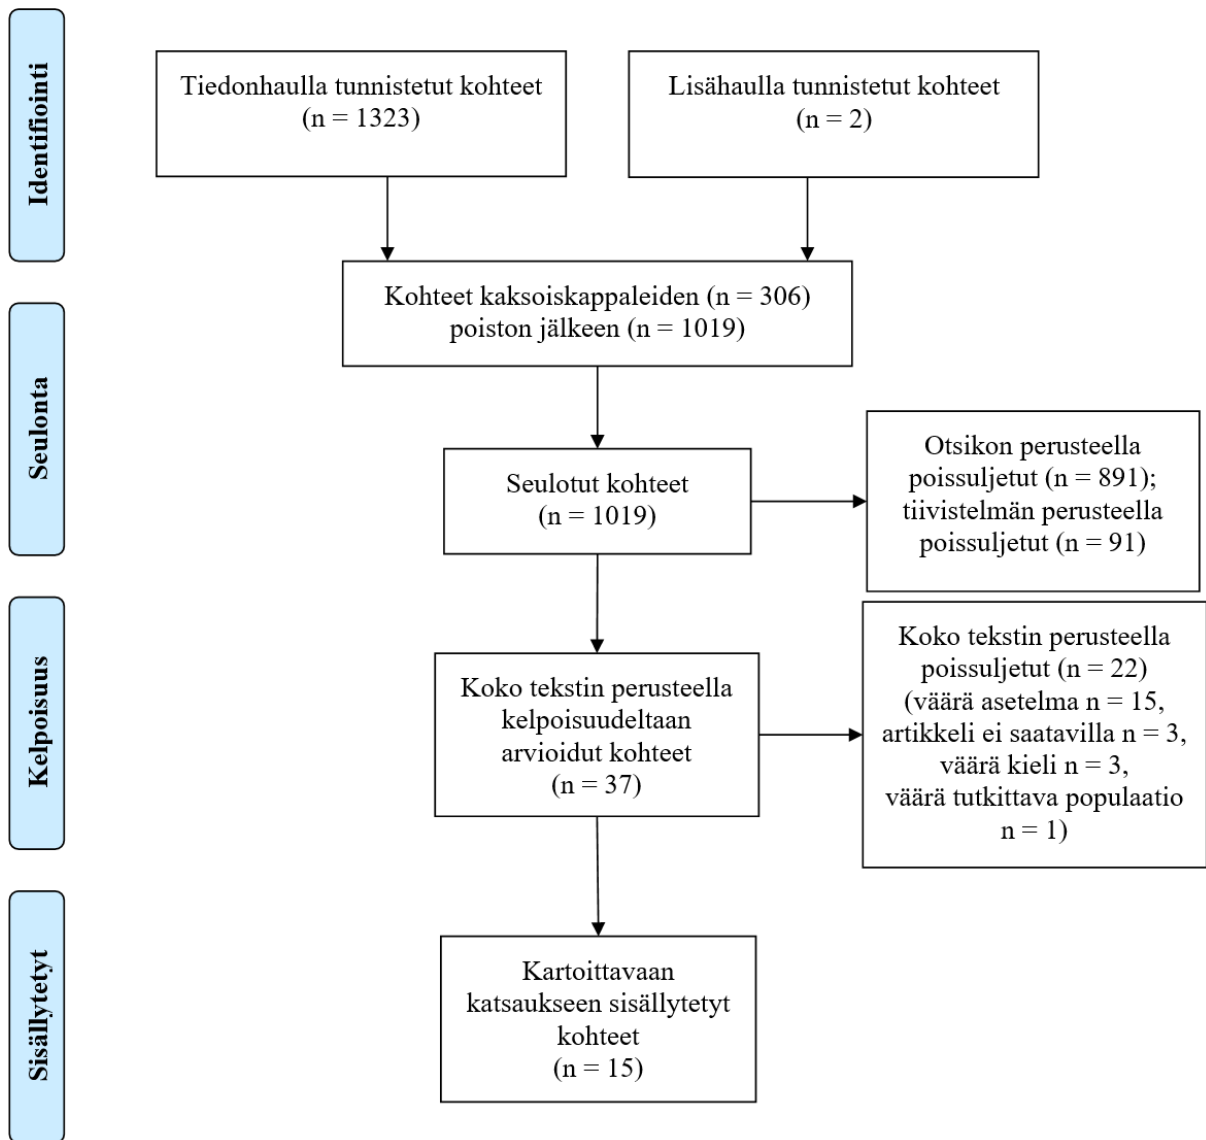 Identifiointi
Tiedonhaulla tunnistetut kohteet
(n = 1323)
Lisähaulla tunnistetut kohteet
(n = 2)
Kohteet kaksoiskappaleiden (n = 306)
poiston jälkeen (n = 1019)
Seulonta
Seulotut kohteet
(n = 1019)
Otsikon perusteella
poissuljetut (n = 891);
tiivistelmän perusteella
poissuljetut (n = 91)
Kelpoisuus
Koko tekstin perusteella
kelpoisuudeltaan
arvioidut kohteet
(n = 37)
Koko tekstin perusteella
poissuljetut (n = 22)
(väärä asetelma n = 15,
artikkeli ei saatavilla n = 3,
väärä kieli n = 3,
väärä tutkittava populaatio
n = 1)
Sisällytetyt
Kartoittavaan
katsaukseen sisällytetyt
kohteet
(n = 15)